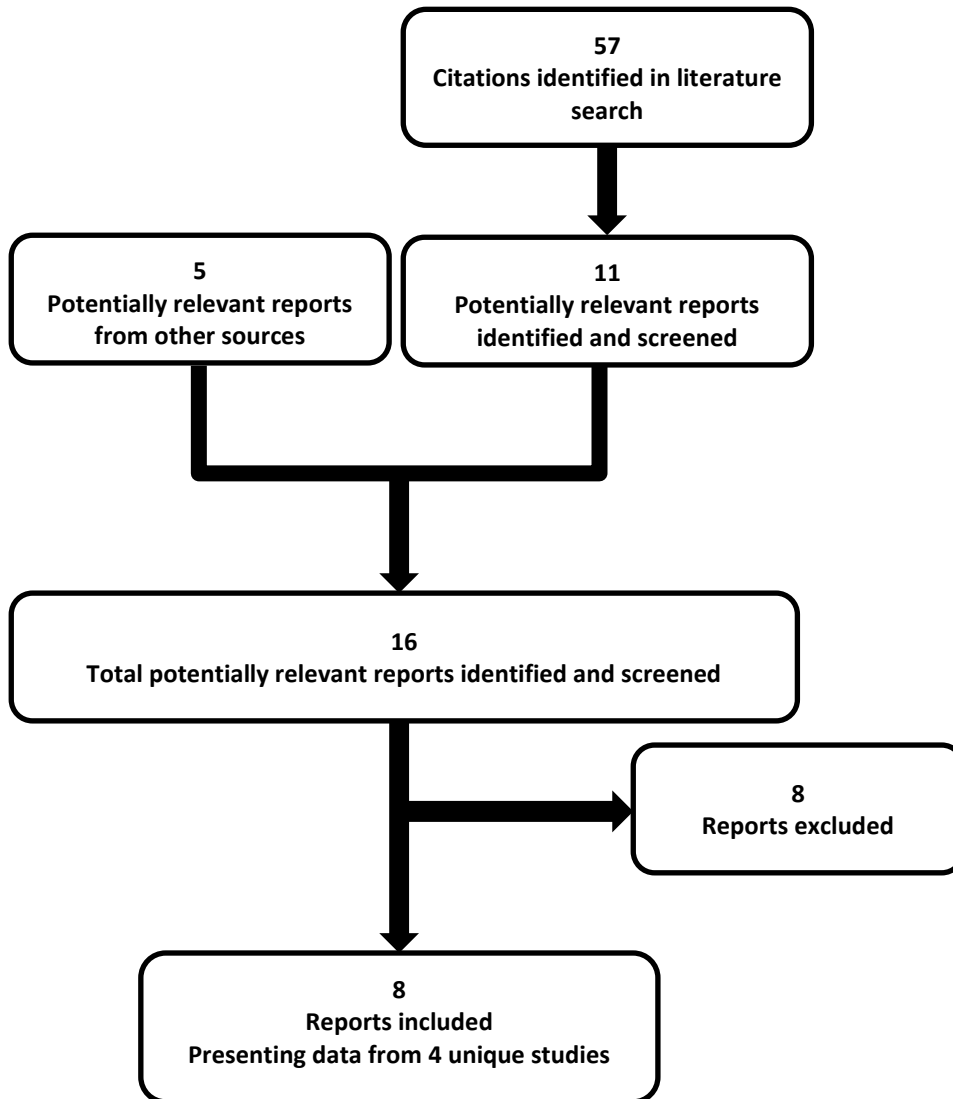 57
Citations identified in literature
search
5
Potentially relevant reports
from other sources
11
Potentially relevant reports
identified and screened
16
Total potentially relevant reports identified and screened
8
Reports excluded
8
Reports included
Presenting data from 4 unique studies